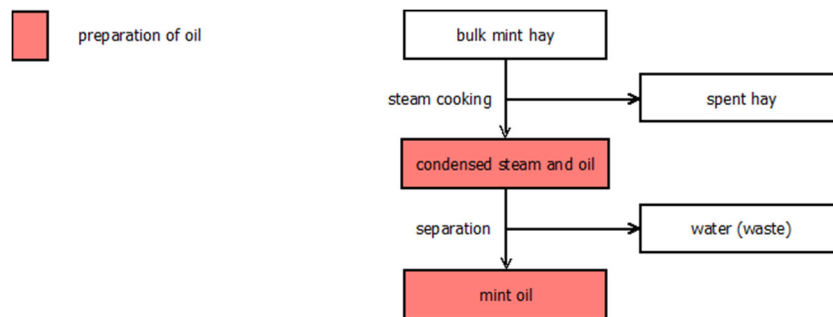 preparation of oil
bulk mint hay
steam cooking
spent hay
condensed steam and oil
separation
water (waste)
mint oil